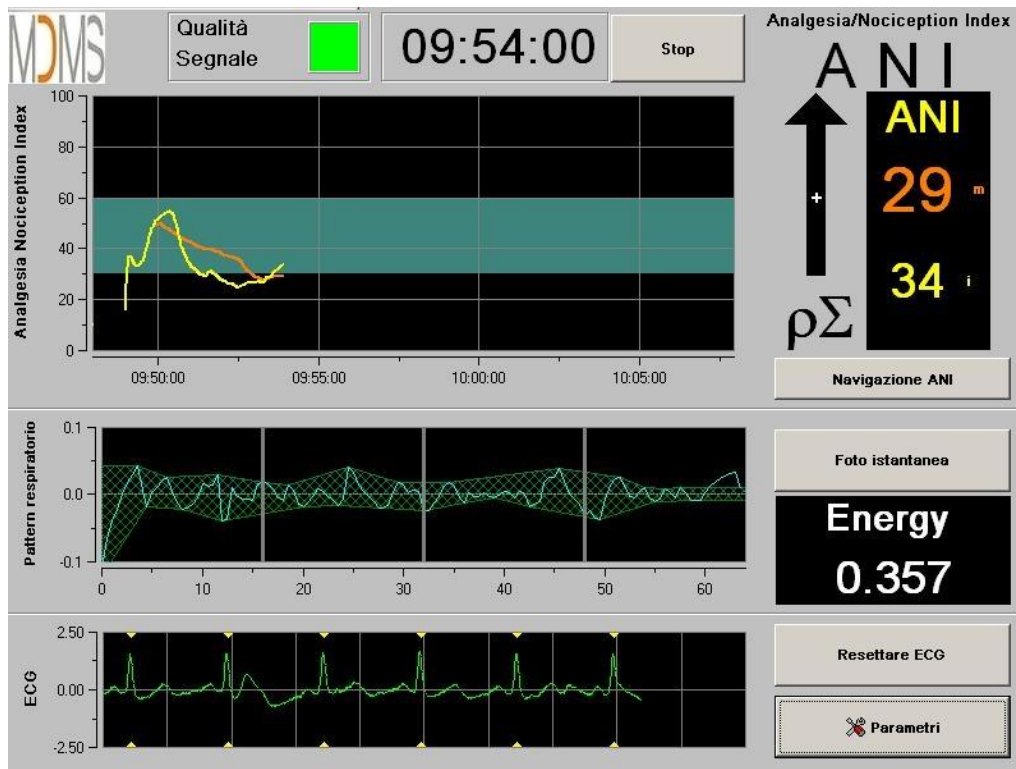 MDMS
Qualità
Segnale
09:54:00
Stop
Analgesia/Nociception Index
A N I
Analgesia Nociception Index
100
80
60
40
20
0
09:50:00
09:55:00
10:00:00
10:05:00
+
ρΣ
ANI
29 m
34 i
Navigazione ANI
Pattern respiratorio
0.1
0.0
-0.1
0
10
20
30
40
50
60
Foto istantanea
Energy
0.357
ECG
2.50
0.00
-2.50
Resettare ECG
Parametri